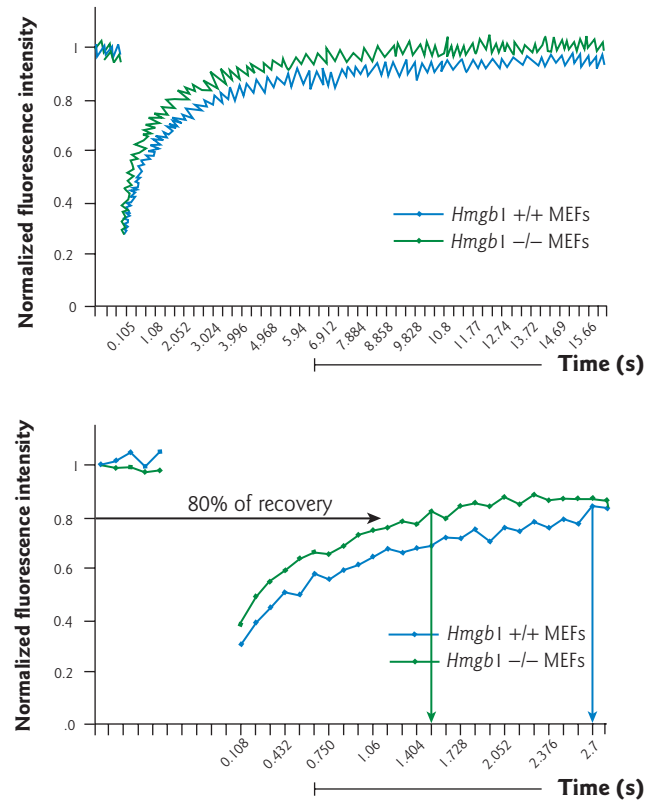 Normalized fluorescence intensity
1
0.8
0.6
0.4
0.2
0
Hmgb1 +/+ MEFs
Hmgb1 −/− MEFs
0.105 1.08 2.052 3.024 3.996 4.968 5.94 6.912 7.884 8.858 9.828 10.8 11.77 12.74 13.72 14.69 15.66
Time (s)
Normalized fluorescence intensity
1
0.8
0.6
0.4
0.2
.0
80% of recovery
Hmgb1 +/+ MEFs
Hmgb1 −/− MEFs
0.108 0.432 0.750 1.06 1.404 1.728 2.052 2.376 2.7
Time (s)